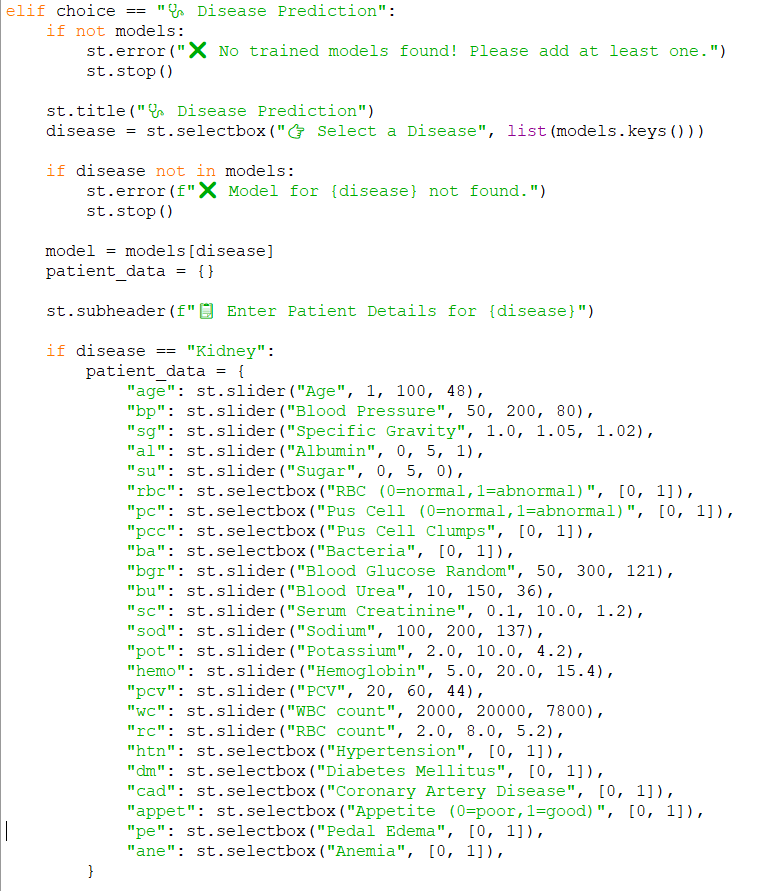 elif choice == "🩺 Disease Prediction":
    if not models:
        st.error("❌ No trained models found! Please add at least one.")
        st.stop()

    st.title("🩺 Disease Prediction")
    disease = st.selectbox("👉 Select a Disease", list(models.keys()))

    if disease not in models:
        st.error(f"❌ Model for {disease} not found.")
        st.stop()

    model = models[disease]
    patient_data = {}

    st.subheader(f"📋 Enter Patient Details for {disease}")

    if disease == "Kidney":
        patient_data = {
            "age": st.slider("Age", 1, 100, 48),
            "bp": st.slider("Blood Pressure", 50, 200, 80),
            "sg": st.slider("Specific Gravity", 1.0, 1.05, 1.02),
            "al": st.slider("Albumin", 0, 5, 1),
            "su": st.slider("Sugar", 0, 5, 0),
            "rbc": st.selectbox("RBC (0=normal,1=abnormal)", [0, 1]),
            "pc": st.selectbox("Pus Cell (0=normal,1=abnormal)", [0, 1]),
            "pcc": st.selectbox("Pus Cell Clumps", [0, 1]),
            "ba": st.selectbox("Bacteria", [0, 1]),
            "bgr": st.slider("Blood Glucose Random", 50, 300, 121),
            "bu": st.slider("Blood Urea", 10, 150, 36),
            "sc": st.slider("Serum Creatinine", 0.1, 10.0, 1.2),
            "sod": st.slider("Sodium", 100, 200, 137),
            "pot": st.slider("Potassium", 2.0, 10.0, 4.2),
            "hemo": st.slider("Hemoglobin", 5.0, 20.0, 15.4),
            "pcv": st.slider("PCV", 20, 60, 44),
            "wc": st.slider("WBC count", 2000, 20000, 7800),
            "rc": st.slider("RBC count", 2.0, 8.0, 5.2),
            "htn": st.selectbox("Hypertension", [0, 1]),
            "dm": st.selectbox("Diabetes Mellitus", [0, 1]),
            "cad": st.selectbox("Coronary Artery Disease", [0, 1]),
            "appet": st.selectbox("Appetite (0=poor,1=good)", [0, 1]),
            "pe": st.selectbox("Pedal Edema", [0, 1]),
            "ane": st.selectbox("Anemia", [0, 1]),
        }